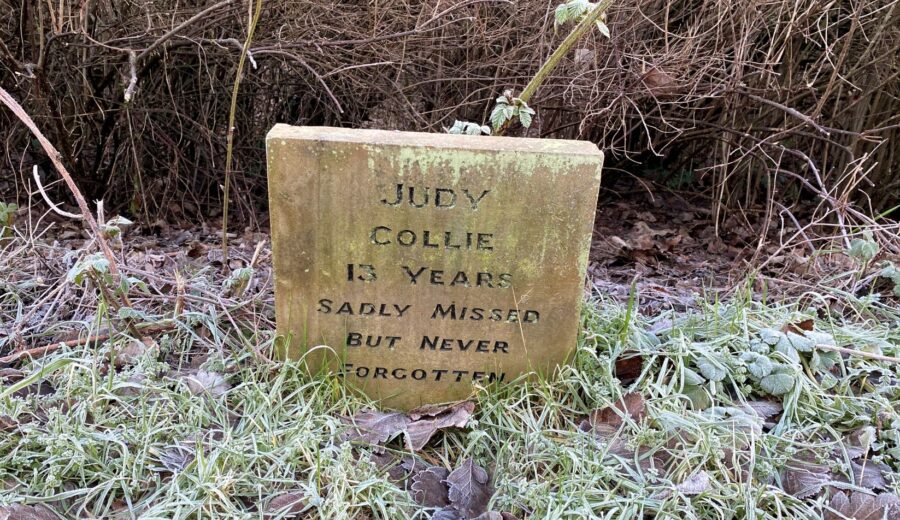 JUDY
COLLIE
13 YEARS
SADLY MISSED
BUT NEVER
FORGOTTEN